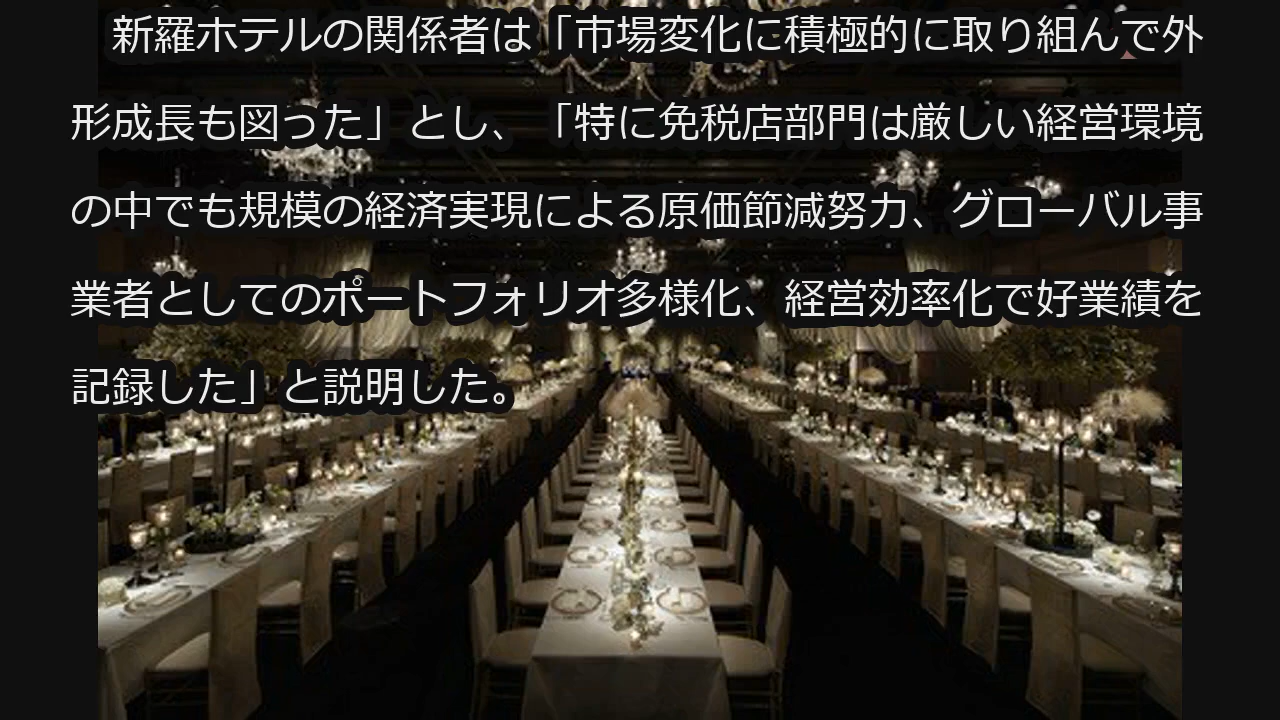 新羅ホテルの関係者は「市場変化に積極的に取り組んで外
形成長も図った」とし、「特に免税店部門は厳しい経営環境
の中でも規模の経済実現による原価節減努力、グローバル事
業者としてのポートフォリオ多様化、経営効率化で好業績を
記録した」と説明した。